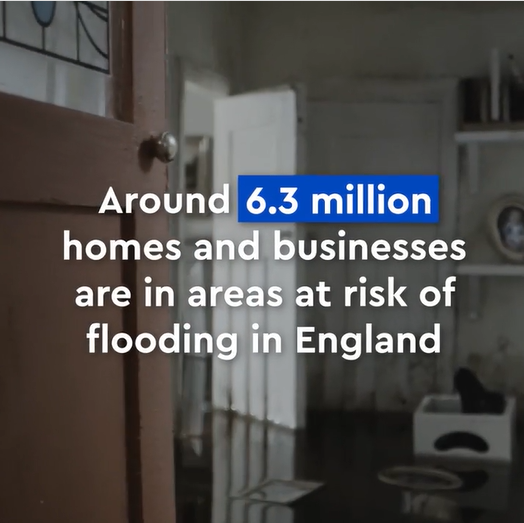 Around 6.3 million
homes and businesses
are in areas at risk of
flooding in England